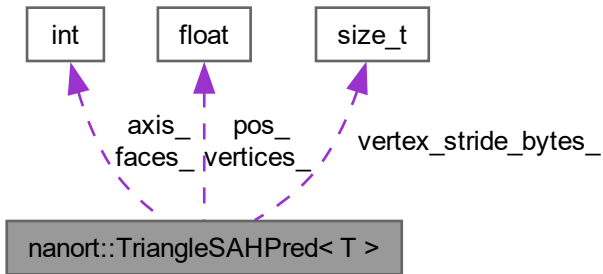 int
float
size_t
axis_
faces_
pos_
vertices_
vertex_stride_bytes_
nanort::TriangleSAHPred< T >